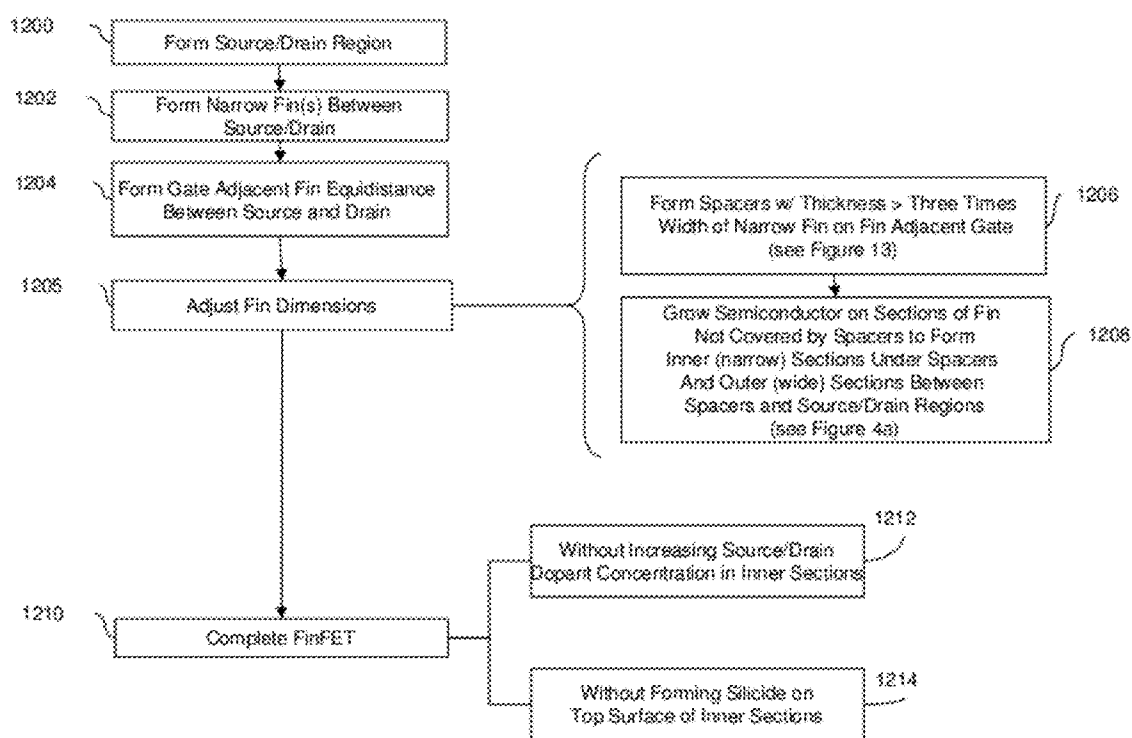 1200
Form Source/Drain Region
1202
Form Narrow Fin(s) Between
Source/Drain
1204
Form Gate Adjacent Fin Equidistance
Between Source and Drain
1205
Adjust Fin Dimensions
1206
Form Spacers w/ Thickness > Three Times
Width of Narrow Fin on Fin Adjacent Gate
(see Figure 13)
1208
Grow Semiconductor on Sections of Fin
Not Covered by Spacers to Form
Inner (narrow) Sections Under Spacers
And Outer (wide) Sections Between
Spacers and Source/Drain Regions
(see Figure 4a)
1210
Complete FinFET
1212
Without Increasing Source/Drain
Dopant Concentration in Inner Sections
1214
Without Forming Silicide on
Top Surface of Inner Sections